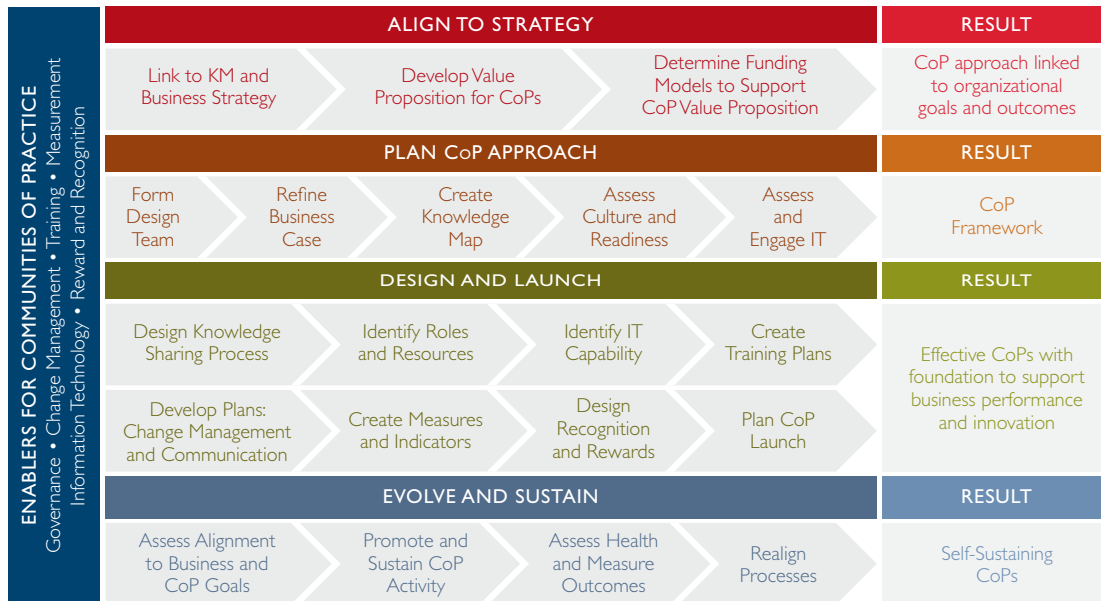 ENABLERS FOR COMMUNITIES OF PRACTICE
Governance • Change Management • Training • Measurement
Information Technology • Reward and Recognition
ALIGN TO STRATEGY
RESULT
Link to KM and
Business Strategy
Develop Value
Proposition for CoPs
Determine Funding
Models to Support
CoP Value Proposition
CoP approach linked
to organizational
goals and outcomes
PLAN CoP APPROACH
RESULT
Form
Design
Team
Refine
Business
Case
Create
Knowledge
Map
Assess
Culture and
Readiness
Assess
and
Engage IT
CoP
Framework
DESIGN AND LAUNCH
RESULT
Design Knowledge
Sharing Process
Identify Roles
and Resources
Identify IT
Capability
Create
Training Plans
Develop Plans:
Change Management
and Communication
Create Measures
and Indicators
Design
Recognition
and Rewards
Plan CoP
Launch
Effective CoPs with
foundation to support
business performance
and innovation
EVOLVE AND SUSTAIN
RESULT
Assess Alignment
to Business and
CoP Goals
Promote and
Sustain CoP
Activity
Assess Health
and Measure
Outcomes
Realign
Processes
Self-Sustaining
CoPs